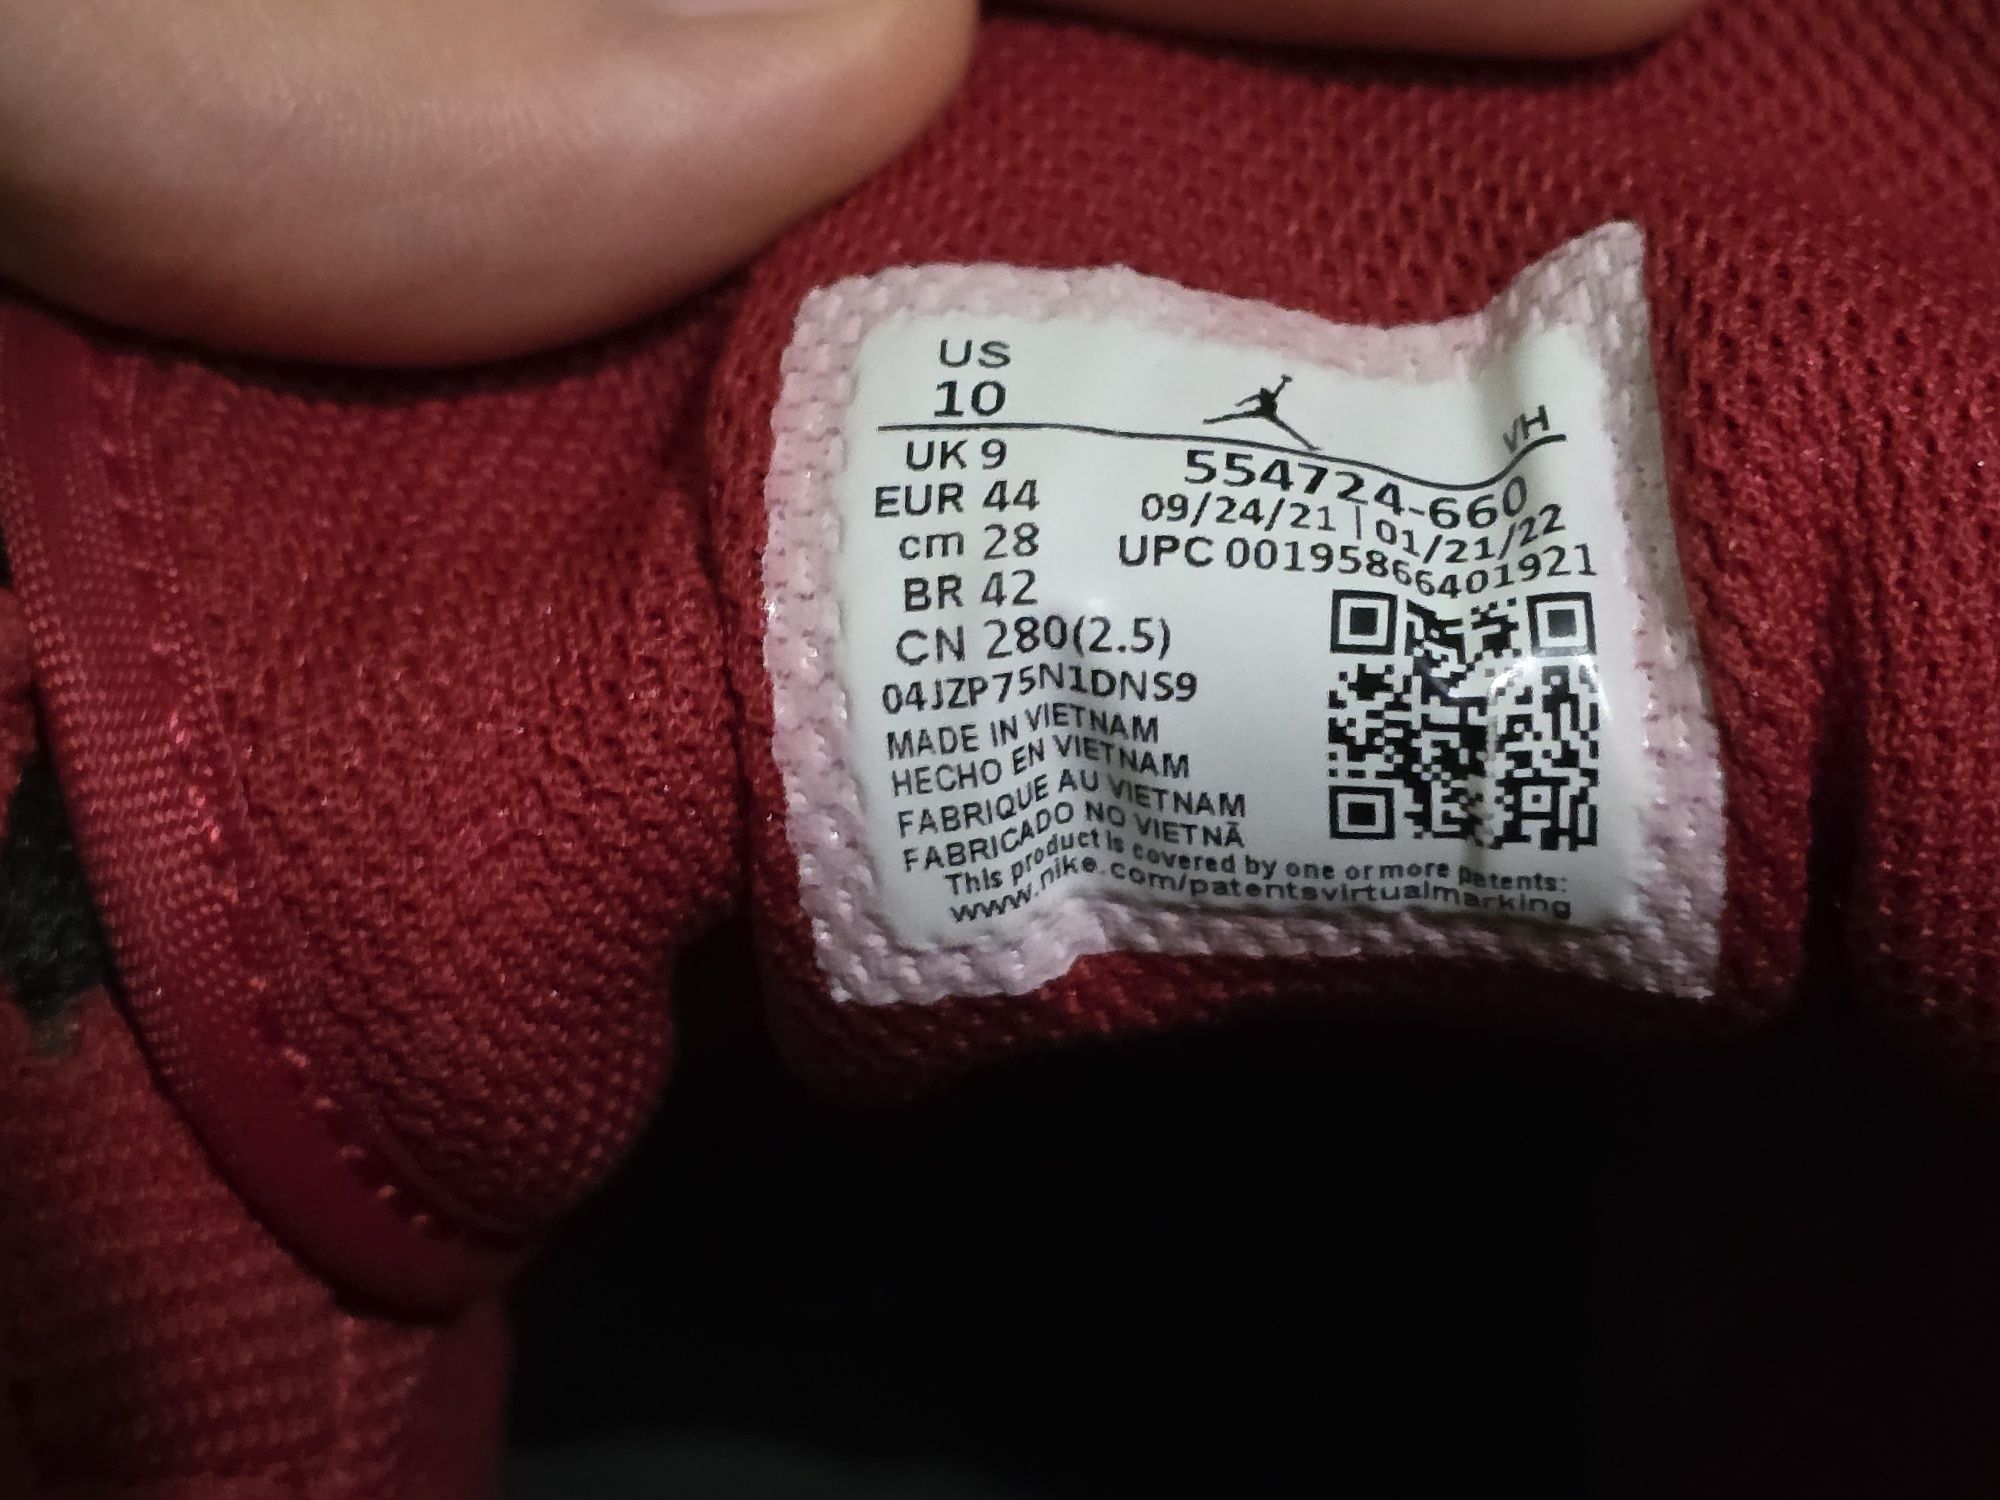 US
10
VH
UK 9
EUR 44
cm 28
BR 42
CN 280(2.5)
554724-660
09/24/21 | 01/21/22
UPC 00195866401921
04JZP75N1DNS9
MADE IN VIETNAM
HECHO EN VIETNAM
FABRIQUE AU VIETNAM
FABRICADO NO VIETNÃ
This product is covered by one or more patents:
www.nike.com/patentsvirtualmarking